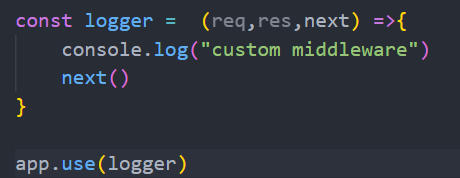 const logger =  (req,res,next) =>{
    console.log("custom middleware")
    next()
}
app.use(logger)